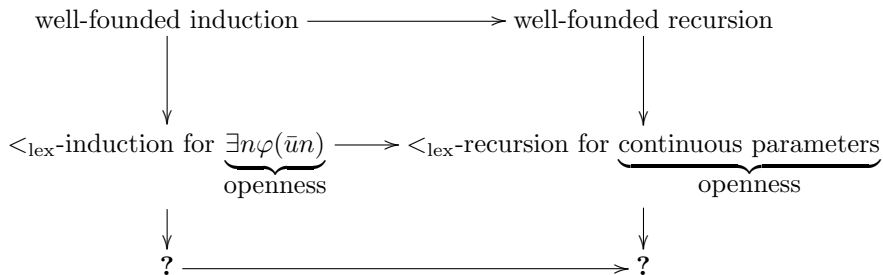 well-founded induction well-founded recursion
<lex-induction for ∃nφ(ūn) <lex-recursion for continuous parameters
openness openness
? ?